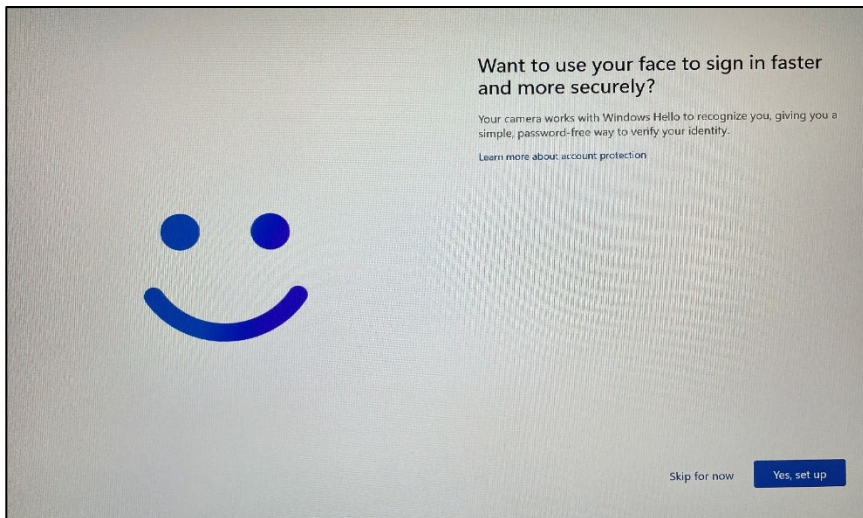 Want to use your face to sign in faster
and more securely?
Your camera works with Windows Hello to recognize you, giving you a
simple, password-free way to verify your identity.
Learn more about account protection
Skip for now
Yes, set up